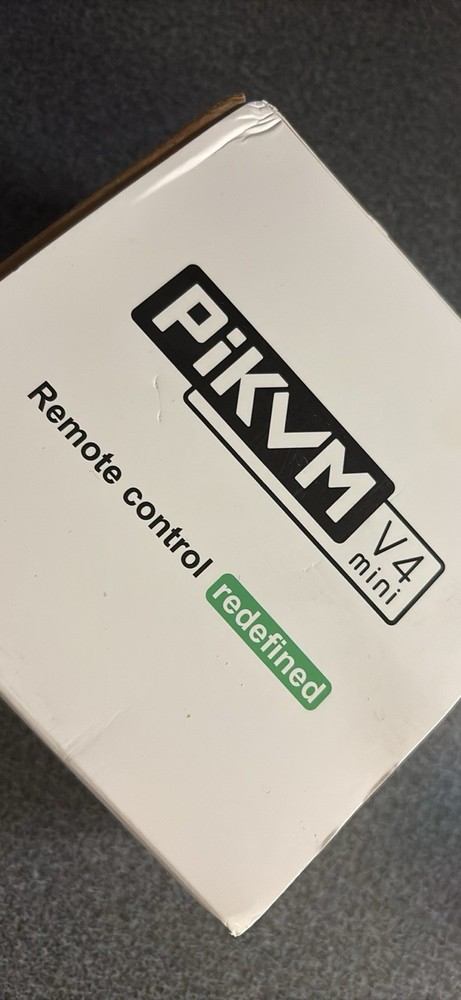 PiKVM
V4
mini
Remote control redefined